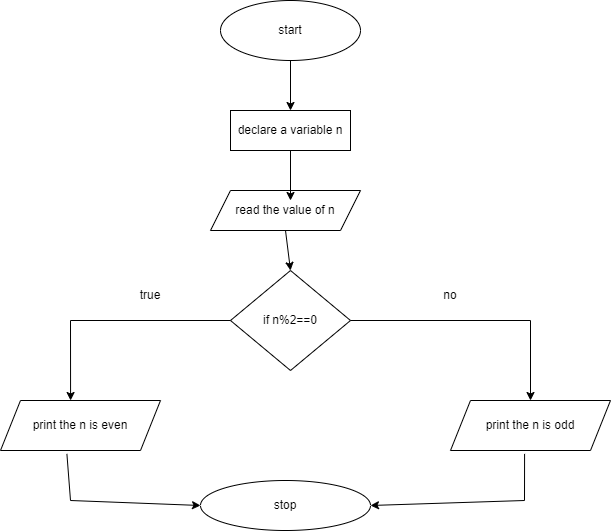 start
declare a variable n
read the value of n
true
no
if n%2==0
print the n is even
print the n is odd
stop